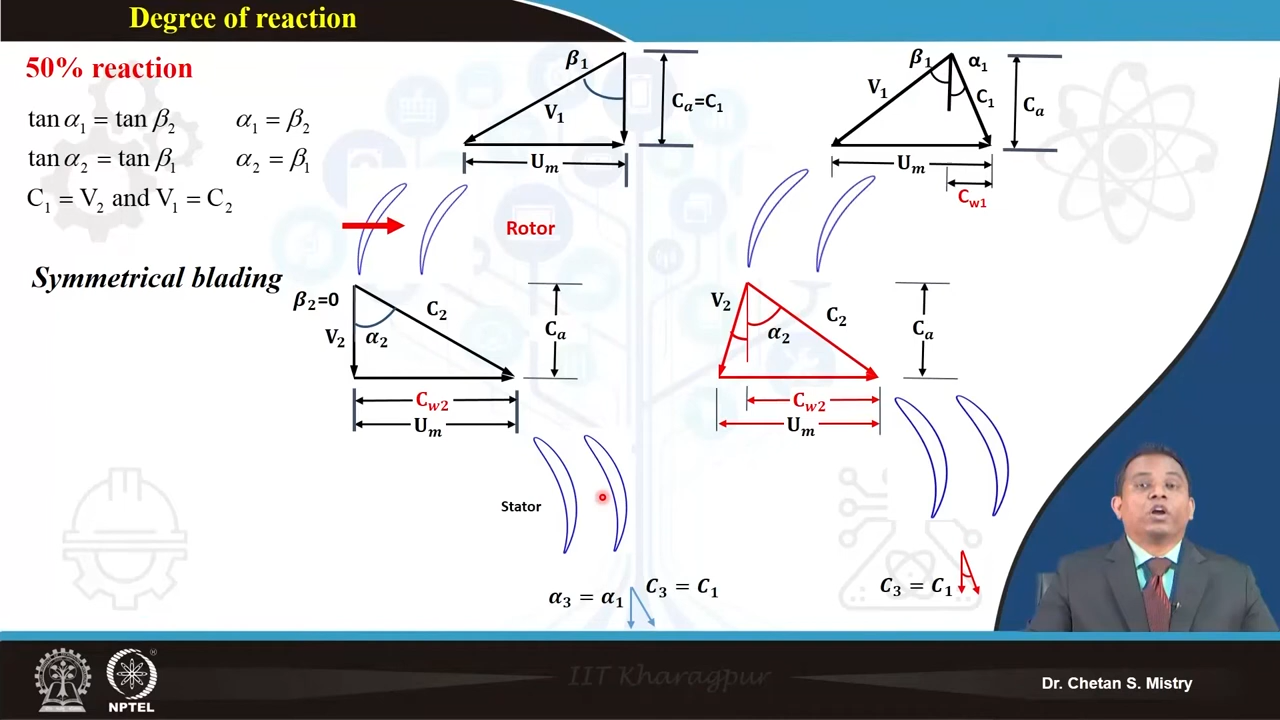 Degree of reaction
50% reaction
tan α₁ = tan β₂ α₁ = β₂
tan α₂ = tan β₁ α₂ = β₁
C₁ = V₂ and V₁ = C₂
Symmetrical blading
β₁
V₁
Cₐ=C₁
Uₘ
Rotor
β₂=0
V₂
α₂
C₂
Cₐ
C_w2
Uₘ
Stator
α₃ = α₁
C₃ = C₁
β₁
α₁
V₁
C₁
Cₐ
Uₘ
C_w1
V₂
α₂
C₂
Cₐ
C_w2
Uₘ
C₃ = C₁
IIT Kharagpur
NPTEL
Dr. Chetan S. Mistry